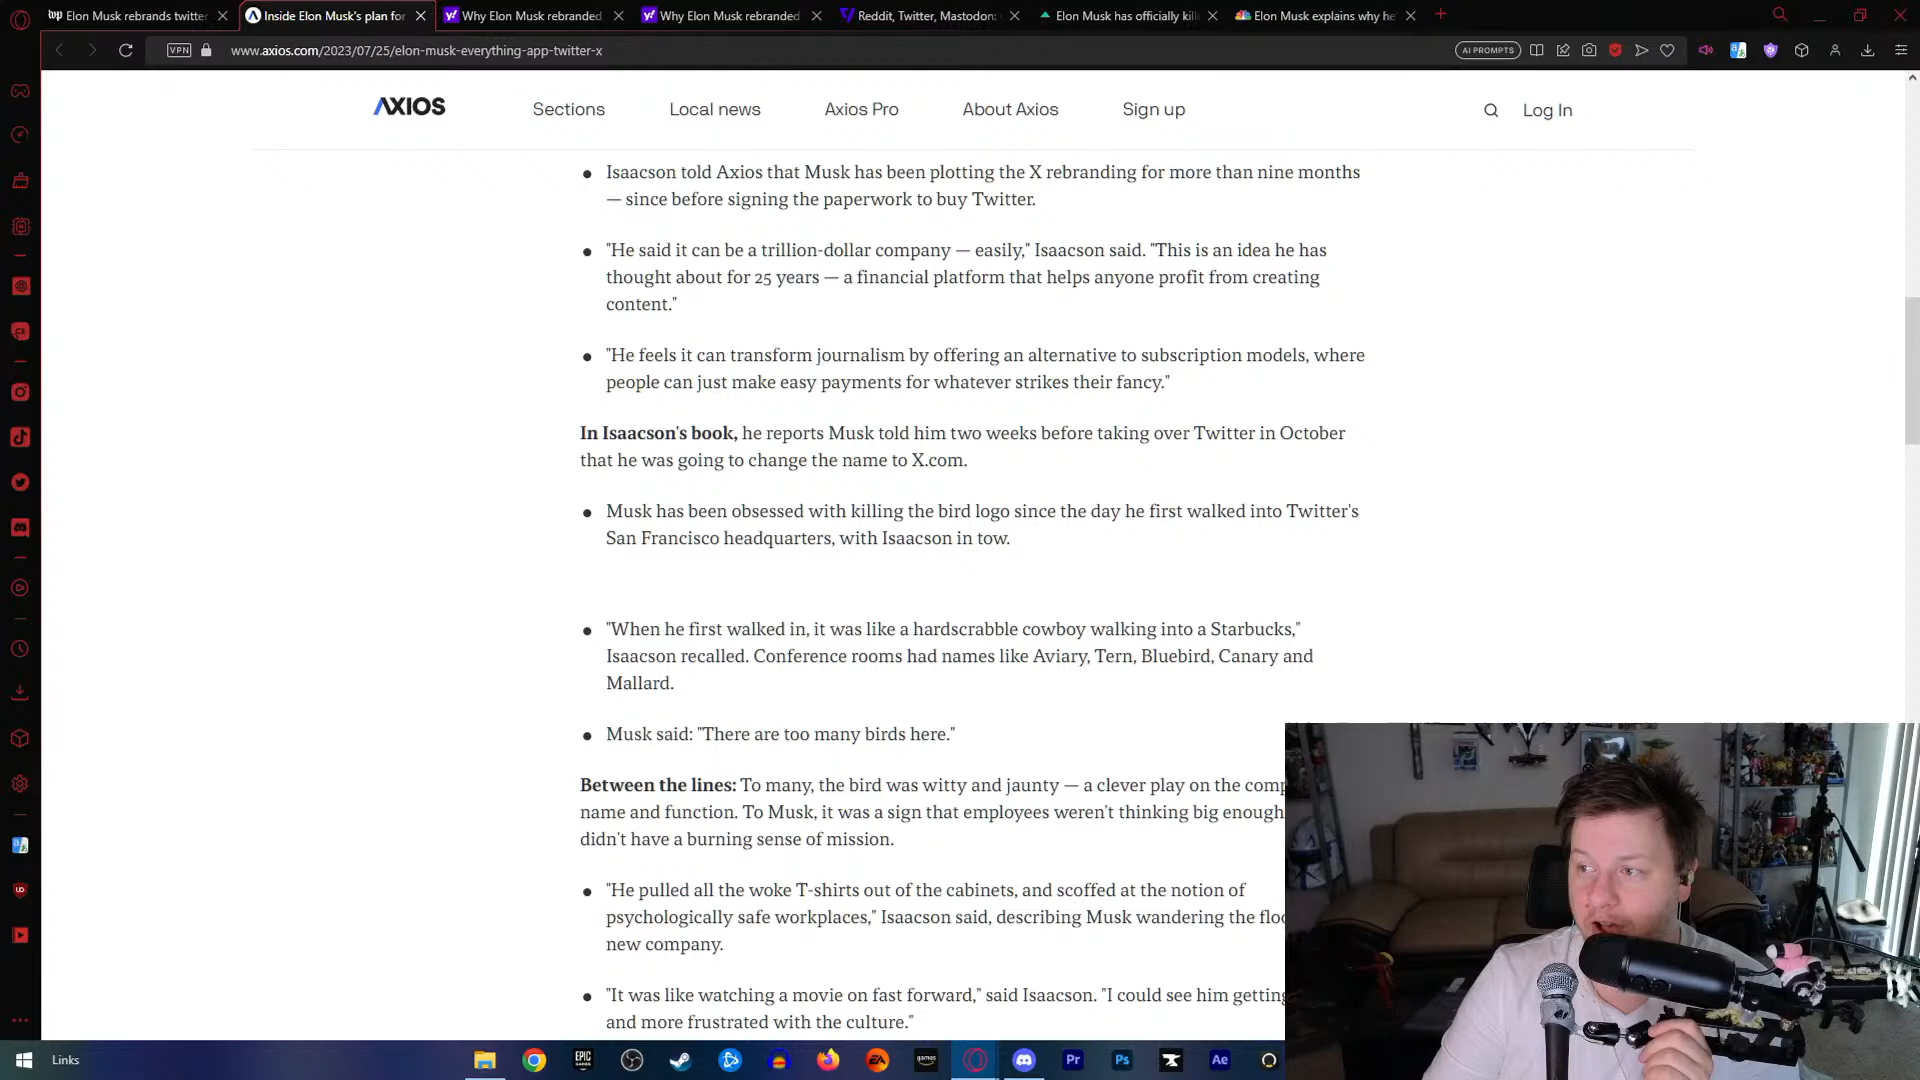 Elon Musk rebrands twitter
Inside Elon Musk's plan for
Why Elon Musk rebranded
Why Elon Musk rebranded
Reddit, Twitter, Mastodon:
Elon Musk has officially kil
Elon Musk explains why he
VPN
www.axios.com/2023/07/25/elon-musk-everything-app-twitter-x
AI PROMPTS
AXIOS
Sections
Local news
Axios Pro
About Axios
Sign up
Log In
Isaacson told Axios that Musk has been plotting the X rebranding for more than nine months
— since before signing the paperwork to buy Twitter.
"He said it can be a trillion-dollar company — easily," Isaacson said. "This is an idea he has
thought about for 25 years — a financial platform that helps anyone profit from creating
content."
"He feels it can transform journalism by offering an alternative to subscription models, where
people can just make easy payments for whatever strikes their fancy."
In Isaacson's book, he reports Musk told him two weeks before taking over Twitter in October
that he was going to change the name to X.com.
Musk has been obsessed with killing the bird logo since the day he first walked into Twitter's
San Francisco headquarters, with Isaacson in tow.
"When he first walked in, it was like a hardscrabble cowboy walking into a Starbucks,"
Isaacson recalled. Conference rooms had names like Aviary, Tern, Bluebird, Canary and
Mallard.
Musk said: "There are too many birds here."
Between the lines: To many, the bird was witty and jaunty — a clever play on the comp
name and function. To Musk, it was a sign that employees weren't thinking big enough
didn't have a burning sense of mission.
"He pulled all the woke T-shirts out of the cabinets, and scoffed at the notion of
psychologically safe workplaces," Isaacson said, describing Musk wandering the floo
new company.
"It was like watching a movie on fast forward," said Isaacson. "I could see him getting
and more frustrated with the culture."
Links
EPIC GAMES
EA
games
Pr
Ps
Ae